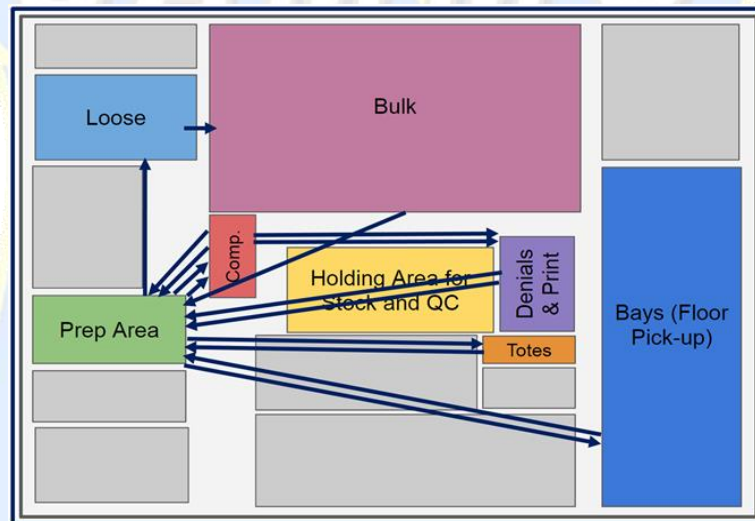 Bulk
Loose
Comp.
Holding Area for
Stock and QC
Denials
& Print
Bays (Floor
Pick-up)
Prep Area
Totes